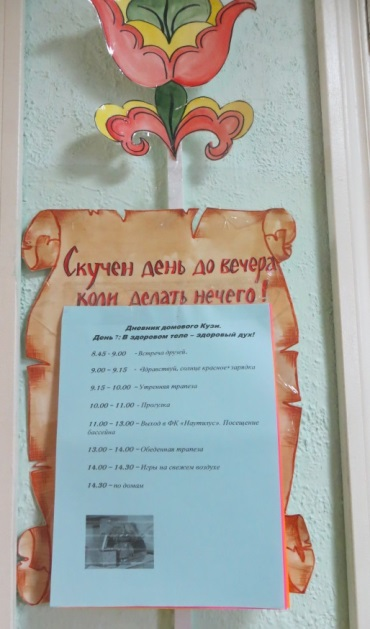 Скучен день до вечера
коли делать нечего!
Дневник домового Кузи.
День 7: В здоровом теле – здоровый дух!
8.45 - 9.00 - Встреча друзей.
9.00 – 9.15 - «Здравствуй, солнце красное» зарядка
9.15 – 10.00 – Утренняя трапеза
10.00 – 11.00 - Прогулка
11.00 – 13.00 – Выход в ФК «Наутилус». Посещение
бассейна
13.00 – 14.00 – Обеденная трапеза
14.00 – 14.30 – Игры на свежем воздухе
14.30 – по домам